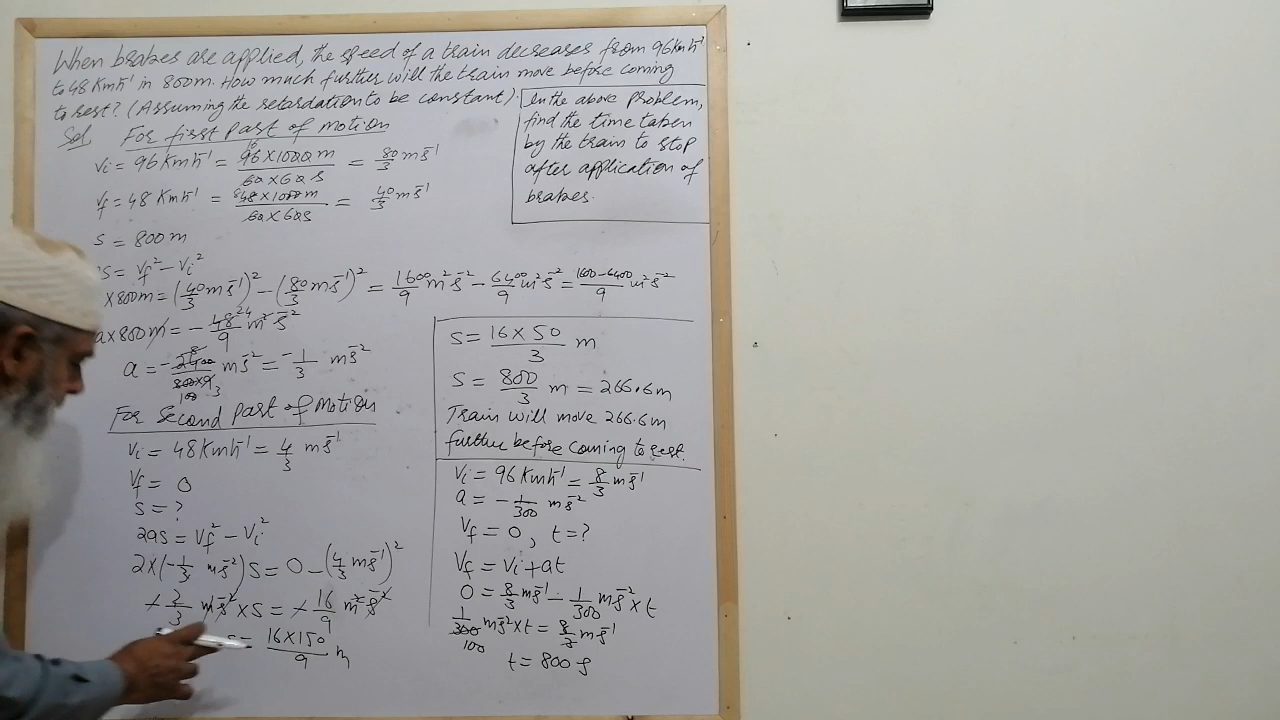 When brakes are applied, the speed of a train decreases from 96 Kmh⁻¹
to 48 Kmh⁻¹ in 800m. How much further will the train move before coming
to rest? (Assuming the retardation to be constant)
In the above problem,
find the time taken
by the train to stop
after application of
brakes.
Sol. For first part of motion
Vi = 96 Kmh⁻¹ = 96×1000 m / 60×60 s = 80/3 ms⁻¹
Vf = 48 Kmh⁻¹ = 48×1000 m / 60×60 s = 40/3 ms⁻¹
S = 800 m
S = Vf² − Vi²
×800m = (40/3 ms⁻¹)² − (80/3 ms⁻¹)² = 1600/9 m²s⁻² − 6400/9 m²s⁻² = 1600−6400/9 m²s⁻²
a×800m = − 48/9 m²s⁻²
a = −2400/800×9 ms⁻² = −1/3 ms⁻²
For Second part of motion
Vi = 48 Kmh⁻¹ = 4/3 ms⁻¹
Vf = 0
S = ?
2as = Vf² − Vi²
2×(−1/3 ms⁻²) S = 0 − (4/3 ms⁻¹)²
−2/3 ms⁻² × S = −16/9 m²s⁻²
S = 16×150/9 m
S = 16×50/3 m
S = 800/3 m = 266.6m
Train will move 266.6m
further before coming to rest.
Vi = 96 Kmh⁻¹ = 8/3 ms⁻¹
a = −1/300 ms⁻²
Vf = 0, t = ?
Vf = Vi + at
0 = 8/3 ms⁻¹ − 1/300 ms⁻² × t
1/300 ms⁻² × t = 8/3 ms⁻¹
100
t = 800 s